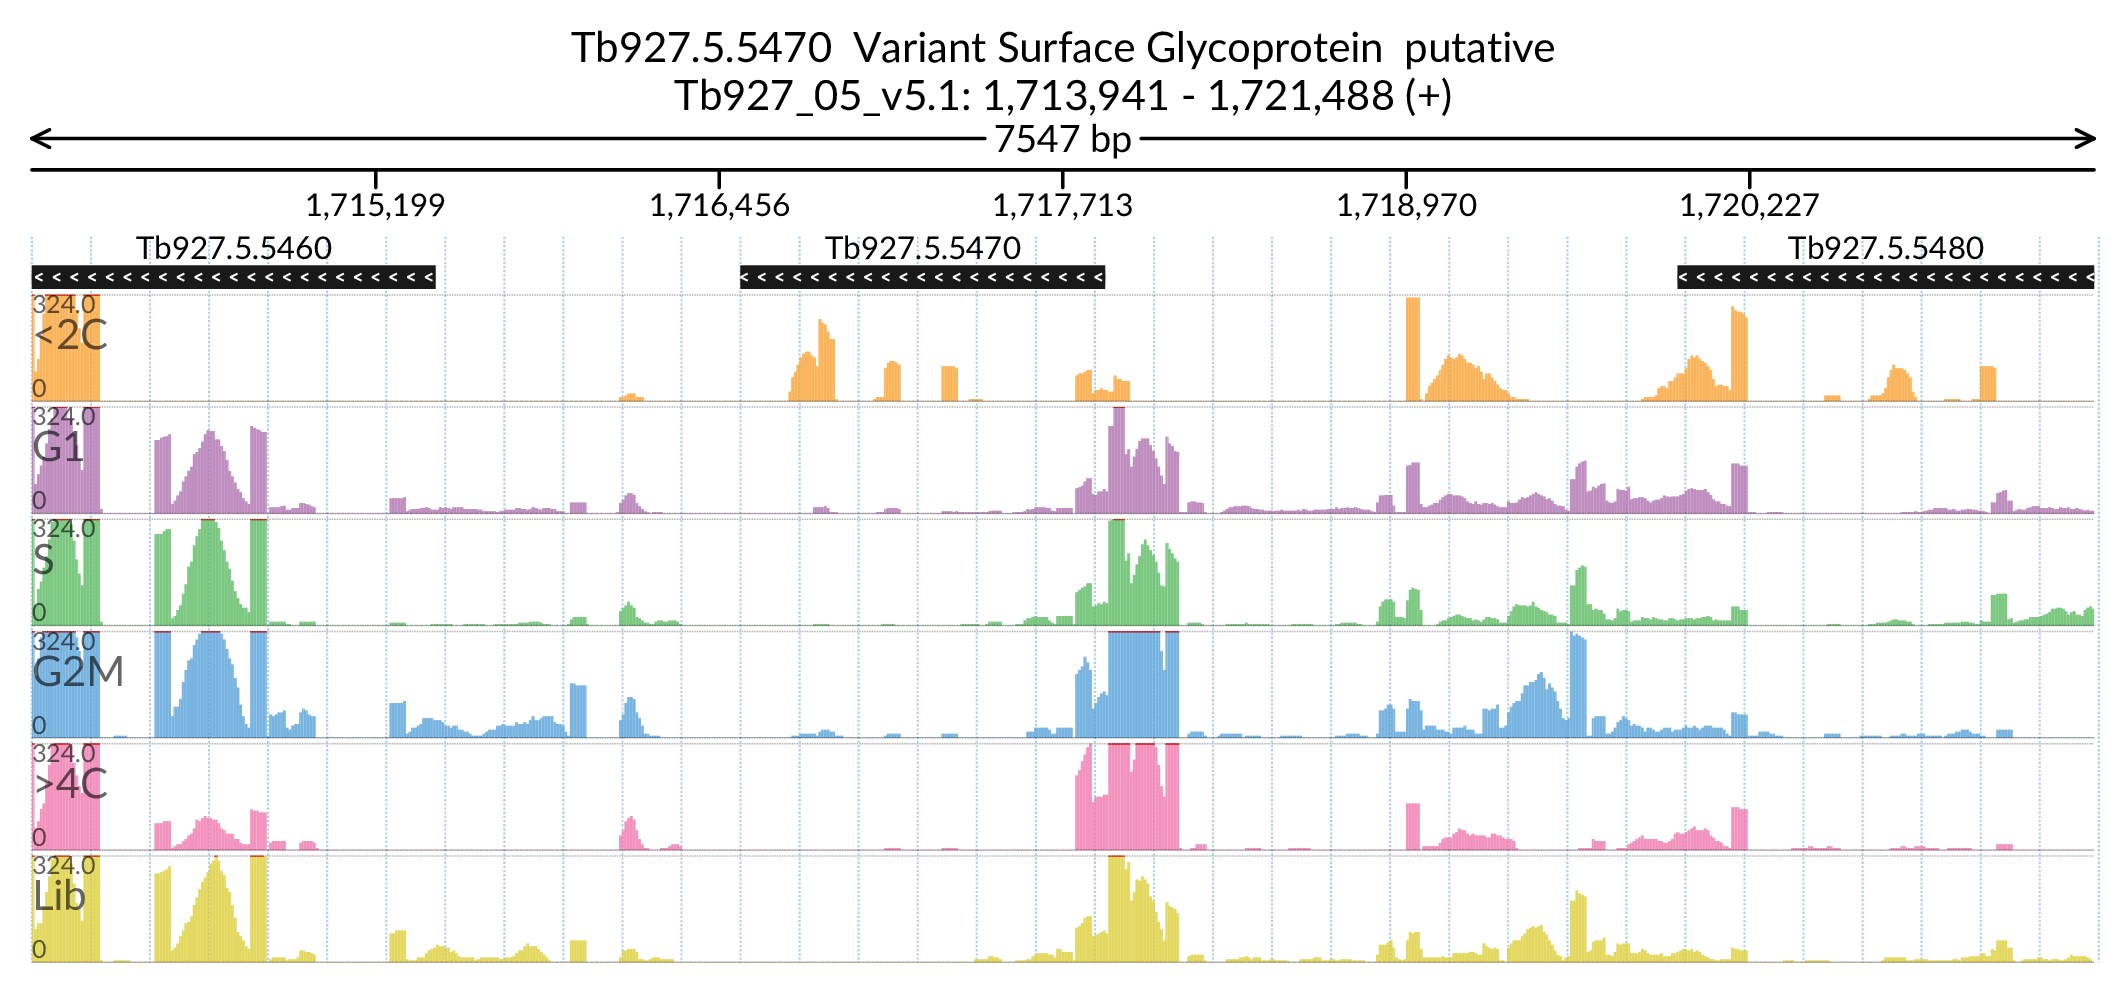 Tb927.5.5470 Variant Surface Glycoprotein putative
Tb927_05_v5.1: 1,713,941 - 1,721,488 (+)
7547 bp
1,715,199 1,716,456 1,717,713 1,718,970 1,720,227
Tb927.5.5460 Tb927.5.5470 Tb927.5.5480
324.0
<2C
0
324.0
G1
0
324.0
S
0
324.0
G2M
0
324.0
>4C
0
324.0
Lib
0